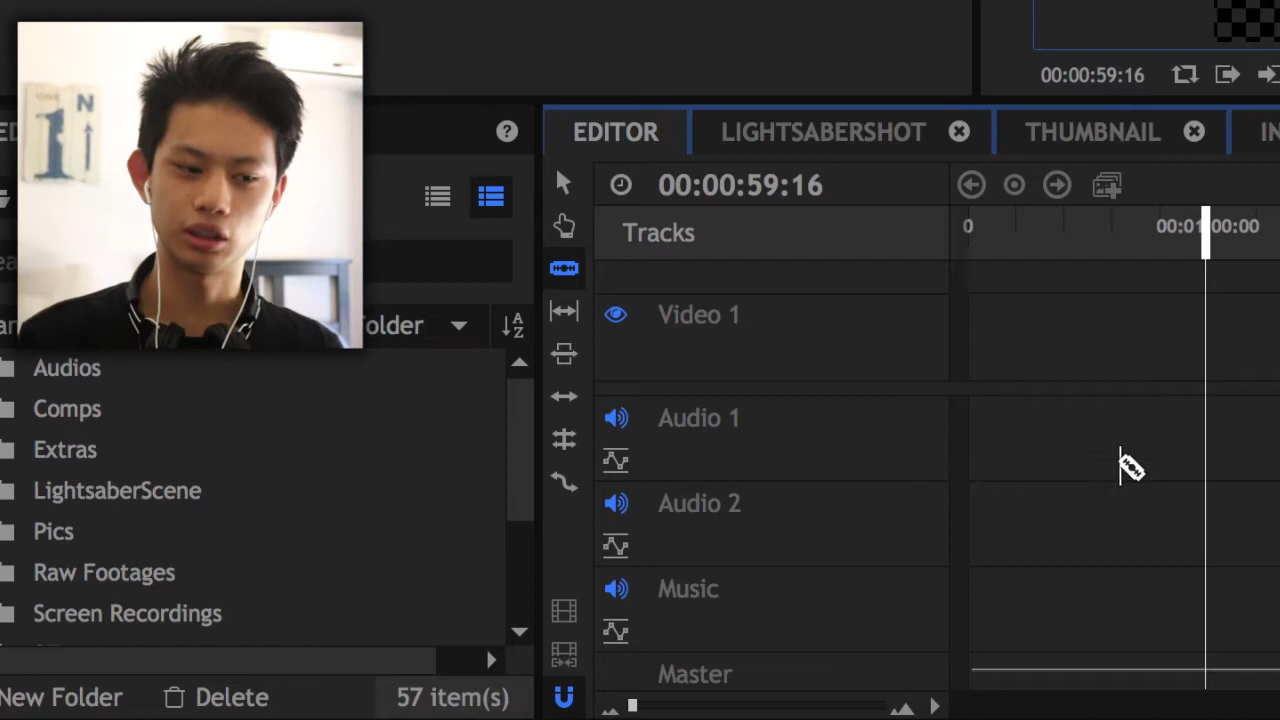 00:00:59:16
EDITOR
LIGHTSABERSHOT
THUMBNAIL
00:00:59:16
Tracks
0
00:01:00:00
Video 1
Audio 1
Audio 2
Music
Master
older
Audios
Comps
Extras
LightsaberScene
Pics
Raw Footages
Screen Recordings
New Folder
Delete
57 item(s)
1
N